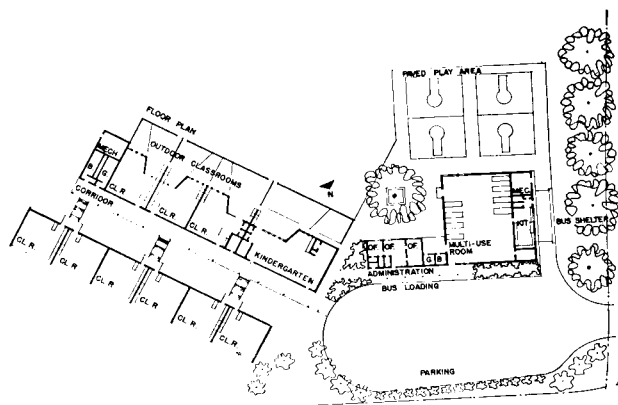 PAVED PLAY AREA
FLOOR PLAN
OUTDOOR CLASSROOMS
MECH.
B
G
CL.R.
CL.R.
CL.R.
CORRIDOR
KINDERGARTEN
N
CL.R.
CL.R.
CL.R.
CL.R.
CL.R.
CL.R.
MEC.
KIT.
BUS SHELTER
MULTI-USE
ROOM
OF
OF
OF
G
B
ADMINISTRATION
BUS LOADING
PARKING